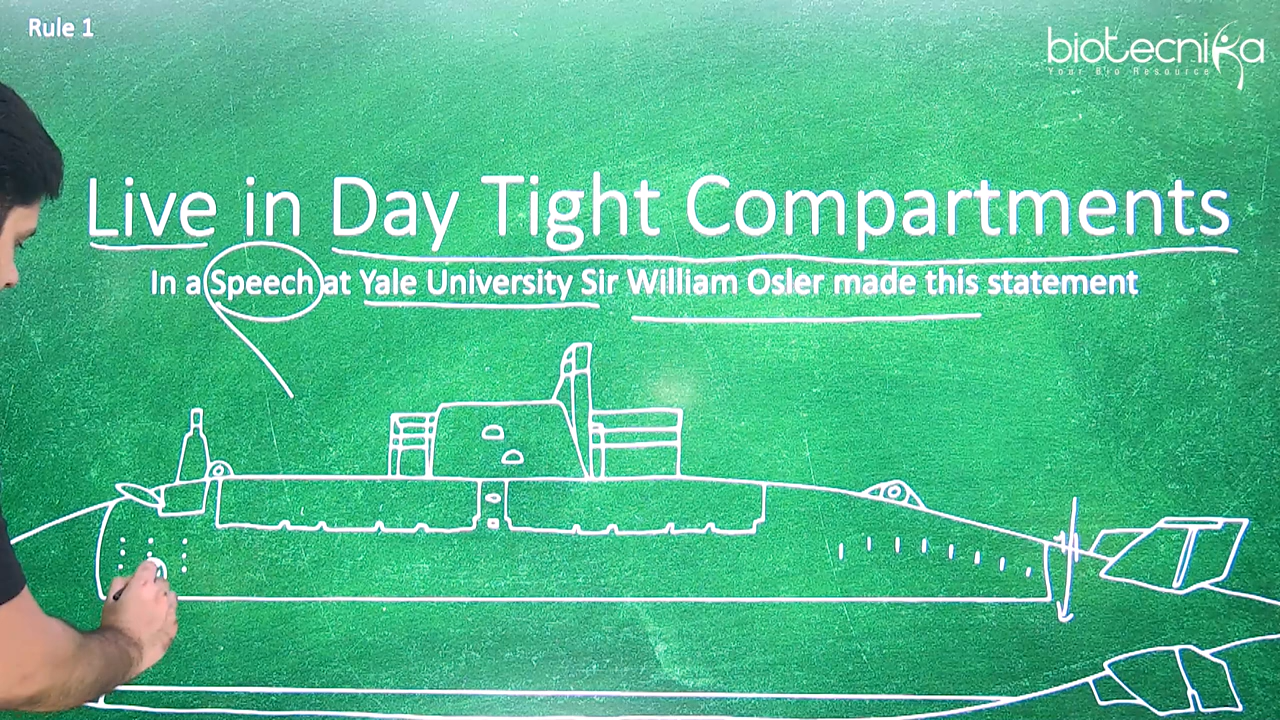 Rule 1
biotecnika
Your Bio Resource
Live in Day Tight Compartments
In a Speech at Yale University Sir William Osler made this statement